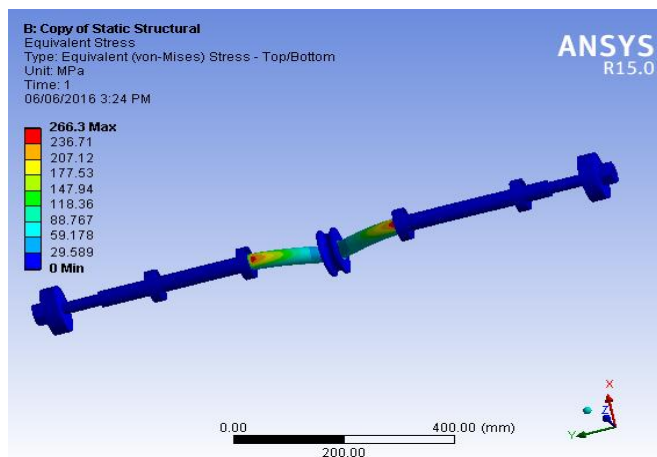 B: Copy of Static Structural
Equivalent Stress
Type: Equivalent (von-Mises) Stress - Top/Bottom
Unit: MPa
Time: 1
06/06/2016 3:24 PM
ANSYS
R15.0
266.3 Max
236.71
207.12
177.53
147.94
118.36
88.767
59.178
29.589
0 Min
X
Z
Y
0.00 400.00 (mm)
200.00